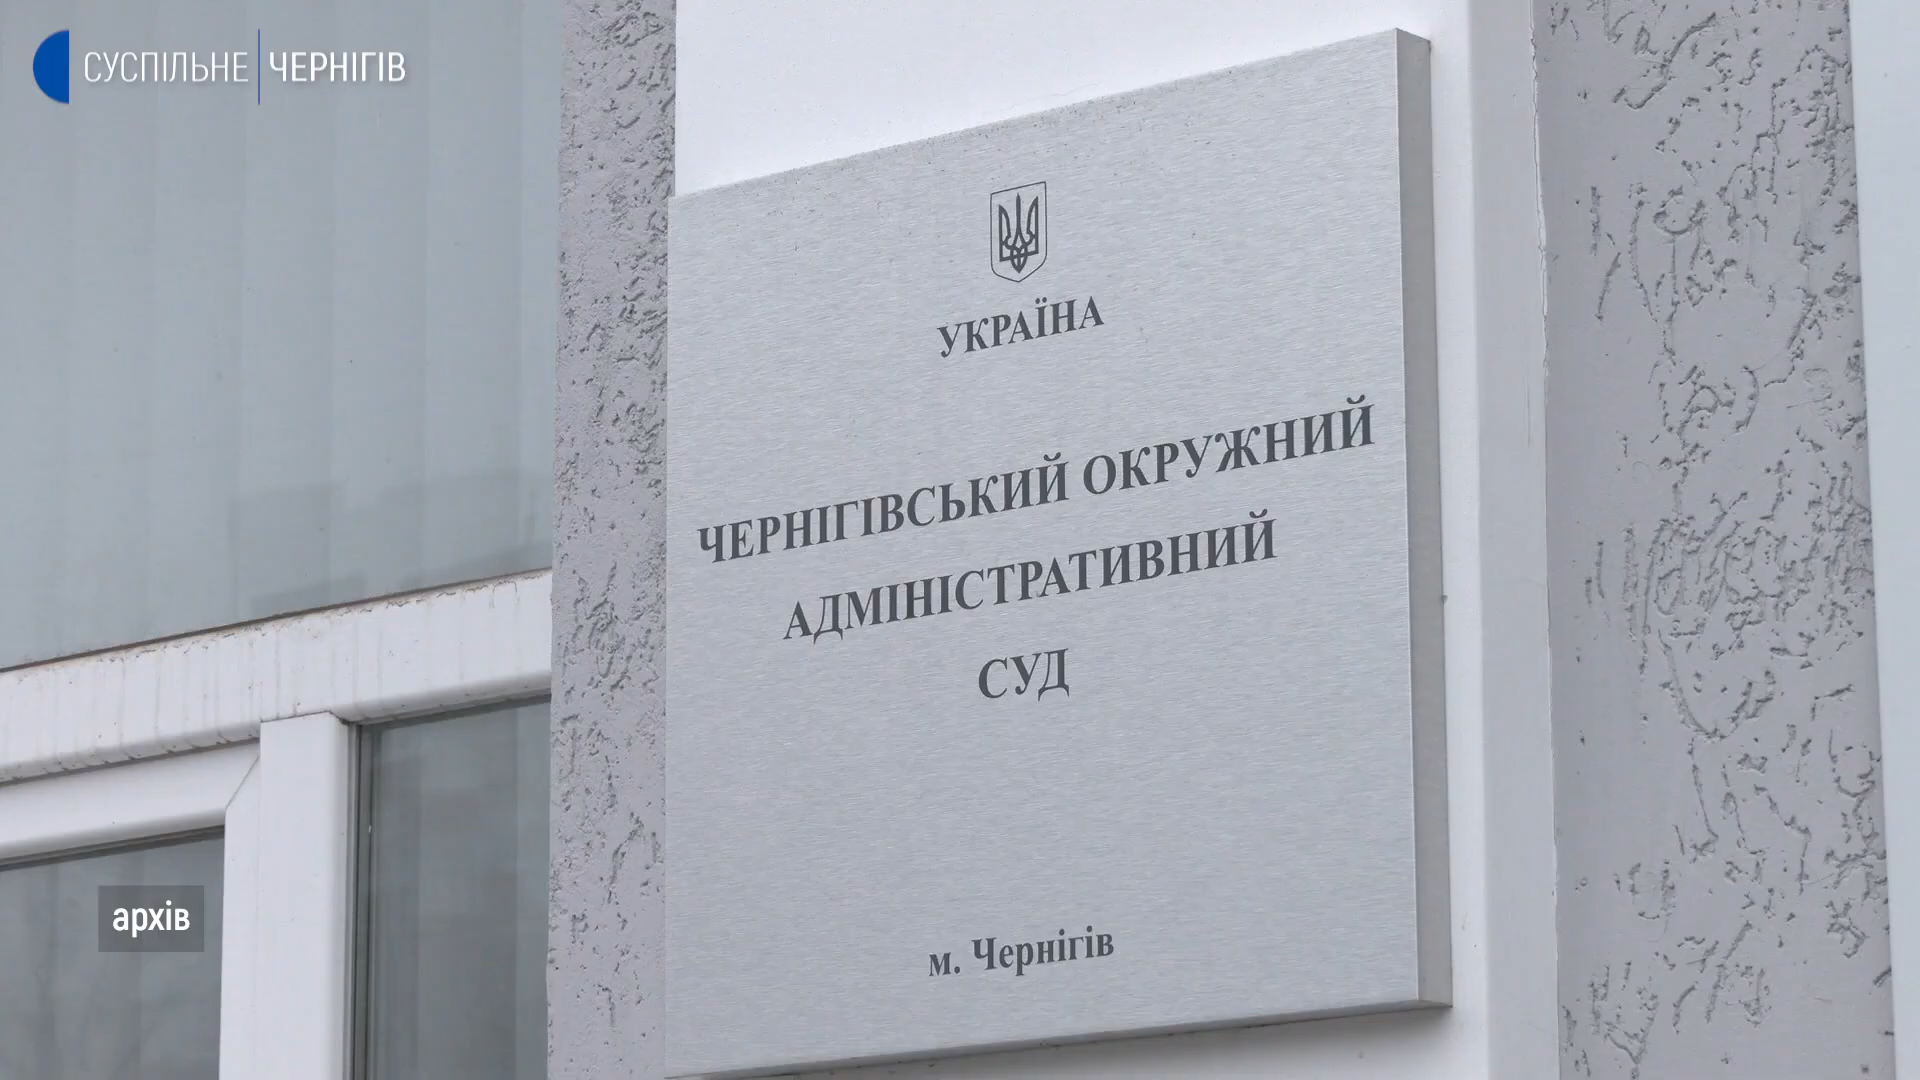 СУСПІЛЬНЕ ЧЕРНІГІВ
УКРАЇНА
ЧЕРНІГІВСЬКИЙ ОКРУЖНИЙ
АДМІНІСТРАТИВНИЙ
СУД
м. Чернігів
архів